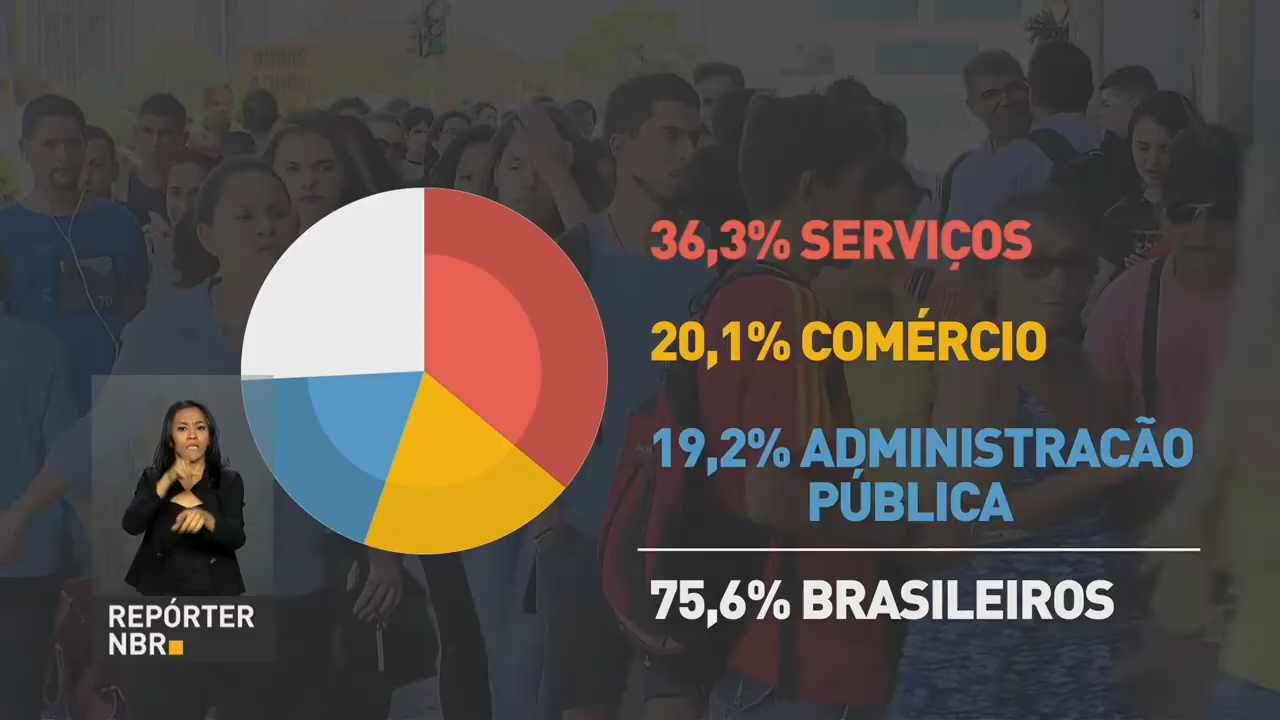 36,3% SERVIÇOS
20,1% COMÉRCIO
19,2% ADMINISTRACÃO
PÚBLICA
75,6% BRASILEIROS
REPÓRTER
NBR